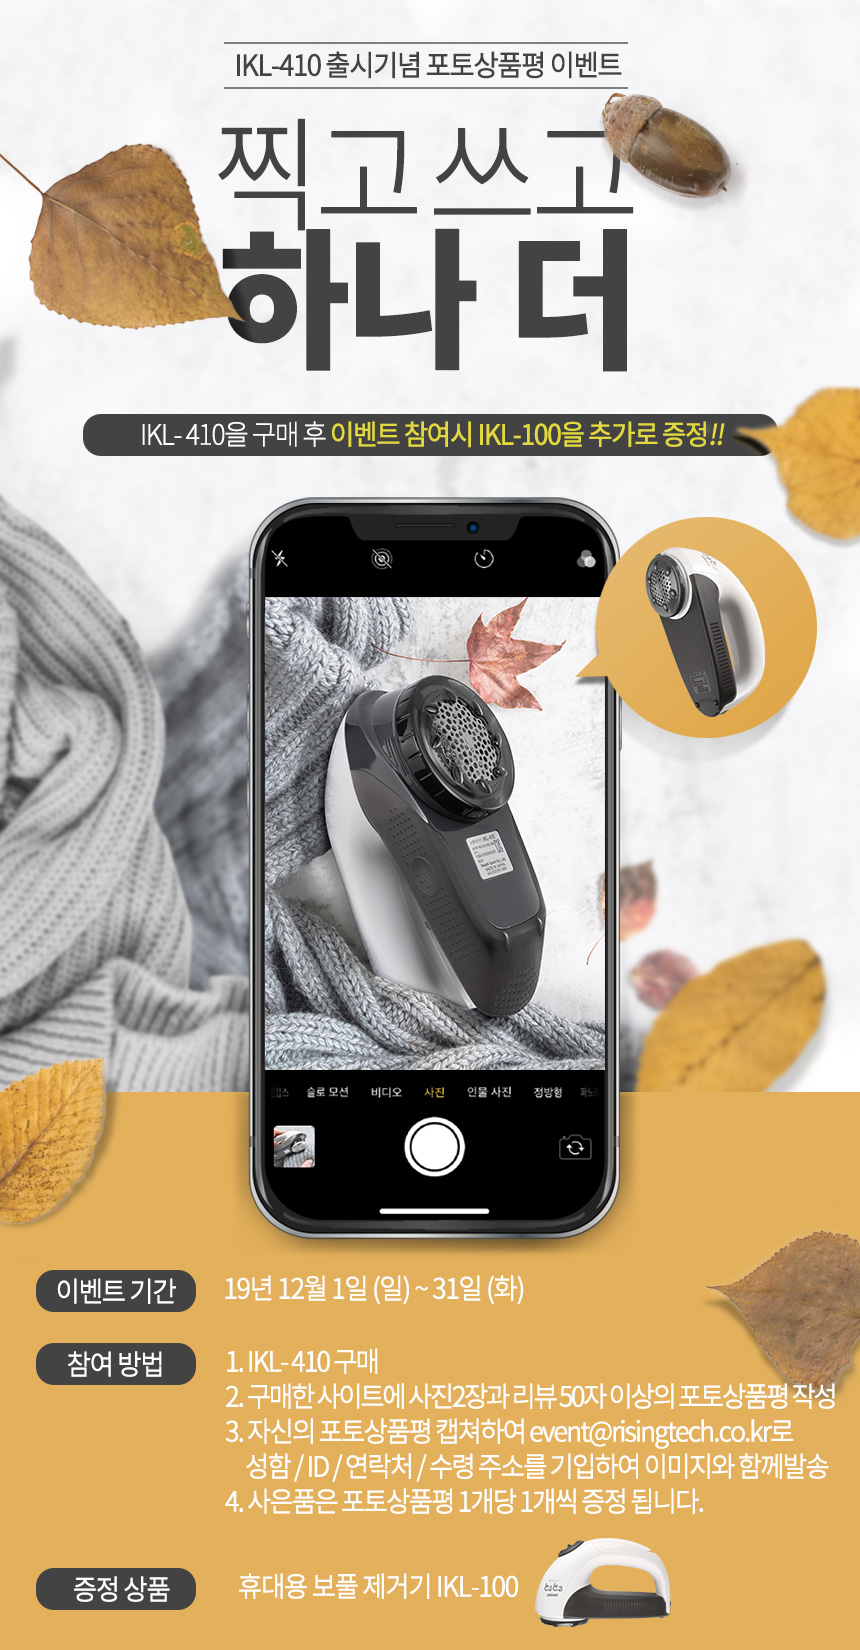 IKL-410 출시기념 포토상품평 이벤트
찍고 쓰고
하나 더
IKL-410을 구매 후 이벤트 참여시 IKL-100을 추가로 증정!!
슬로 모션 비디오 사진 인물 사진 정방형
이벤트 기간
19년 12월 1일 (일) ~ 31일 (화)
참여 방법
1. IKL-410 구매
2. 구매한 사이트에 사진2장과 리뷰 50자 이상의 포토상품평 작성
3. 자신의 포토상품평 캡쳐하여 event@risingtech.co.kr로
성함 / ID / 연락처 / 수령 주소를 기입하여 이미지와 함께발송
4. 사은품은 포토상품평 1개당 1개씩 증정 됩니다.
증정 상품
휴대용 보풀 제거기 IKL-100